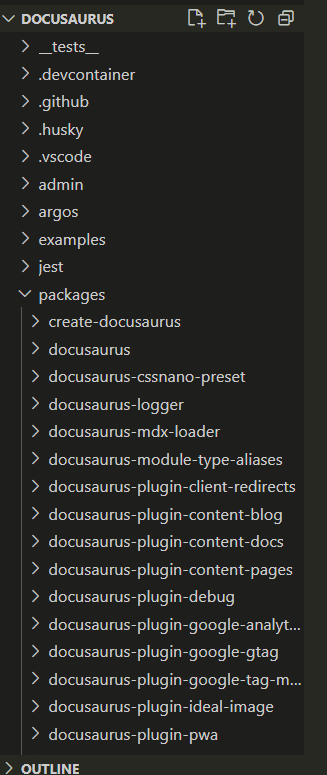 DOCUSAURUS
__tests__
.devcontainer
.github
.husky
.vscode
admin
argos
examples
jest
packages
create-docusaurus
docusaurus
docusaurus-cssnano-preset
docusaurus-logger
docusaurus-mdx-loader
docusaurus-module-type-aliases
docusaurus-plugin-client-redirects
docusaurus-plugin-content-blog
docusaurus-plugin-content-docs
docusaurus-plugin-content-pages
docusaurus-plugin-debug
docusaurus-plugin-google-analyt...
docusaurus-plugin-google-gtag
docusaurus-plugin-google-tag-m...
docusaurus-plugin-ideal-image
docusaurus-plugin-pwa
OUTLINE